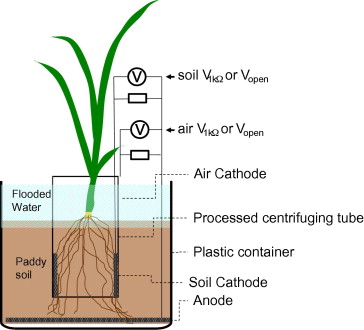 V
soil V1kΩ or Vopen
V
air V1kΩ or Vopen
Air Cathode
Flooded
Water
Processed centrifuging tube
Plastic container
Paddy
soil
Soil Cathode
Anode